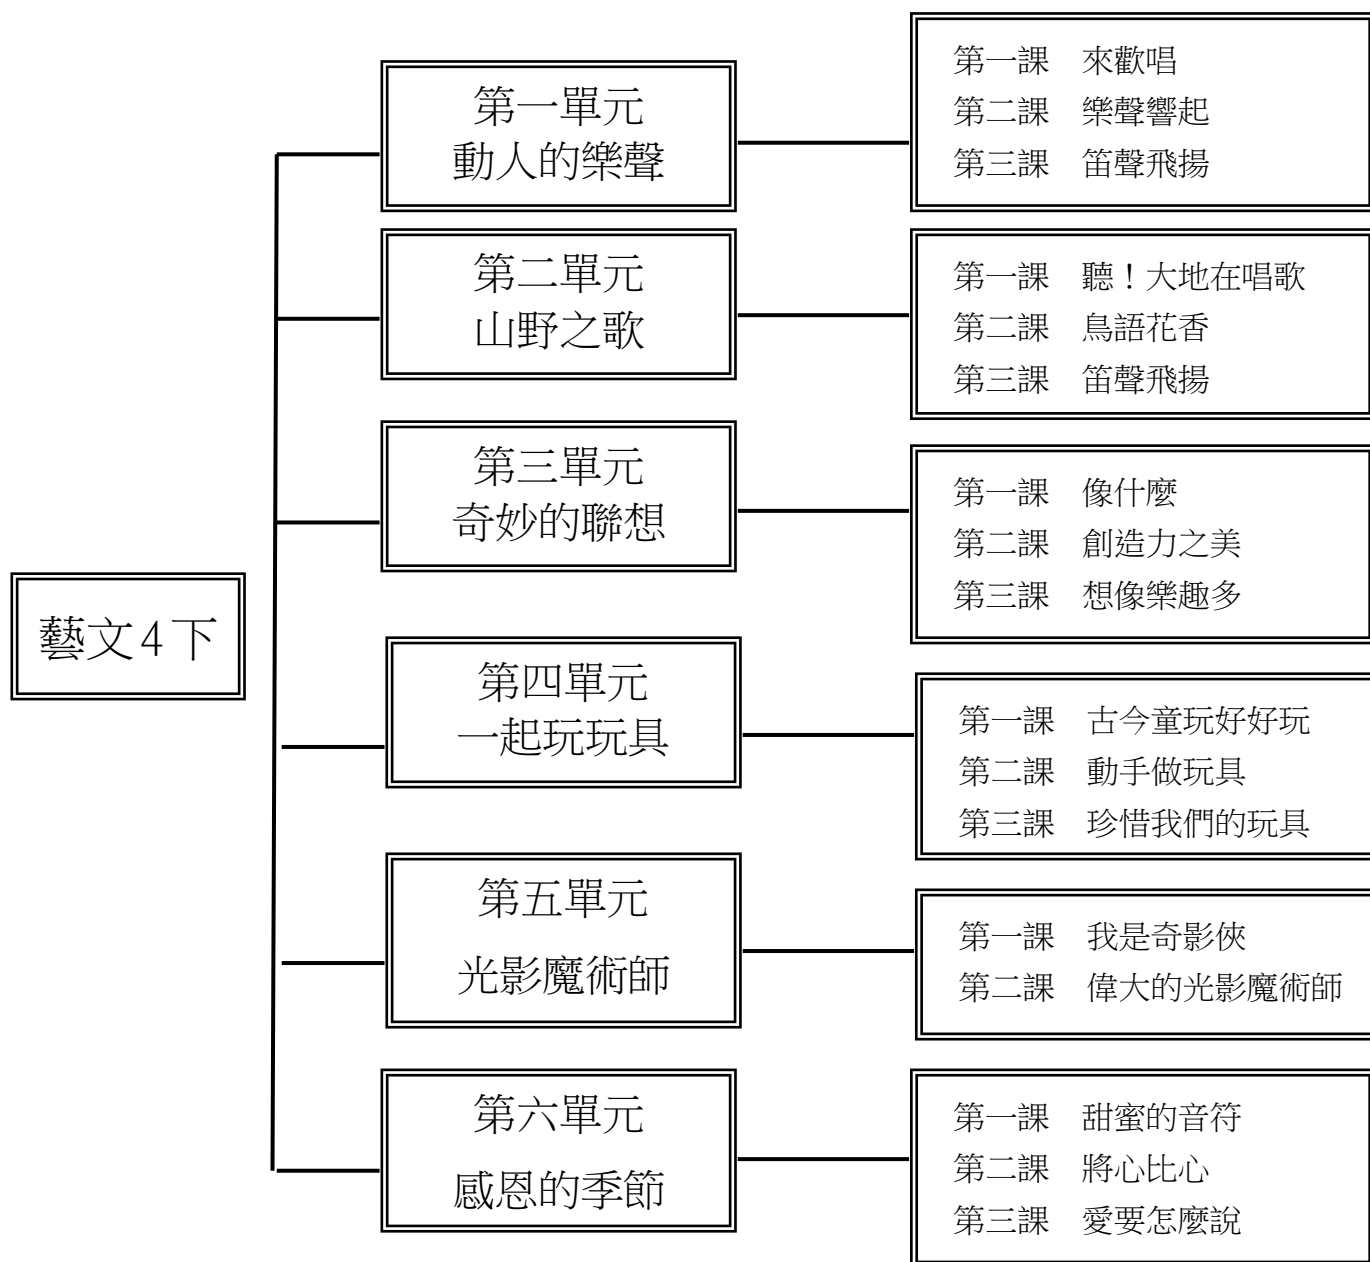 藝文4下
第一單元
動人的樂聲
第一課　來歡唱
第二課　樂聲響起
第三課　笛聲飛揚
第二單元
山野之歌
第一課　聽！大地在唱歌
第二課　鳥語花香
第三課　笛聲飛揚
第三單元
奇妙的聯想
第一課　像什麼
第二課　創造力之美
第三課　想像樂趣多
第四單元
一起玩玩具
第一課　古今童玩好好玩
第二課　動手做玩具
第三課　珍惜我們的玩具
第五單元
光影魔術師
第一課　我是奇影俠
第二課　偉大的光影魔術師
第六單元
感恩的季節
第一課　甜蜜的音符
第二課　將心比心
第三課　愛要怎麼說